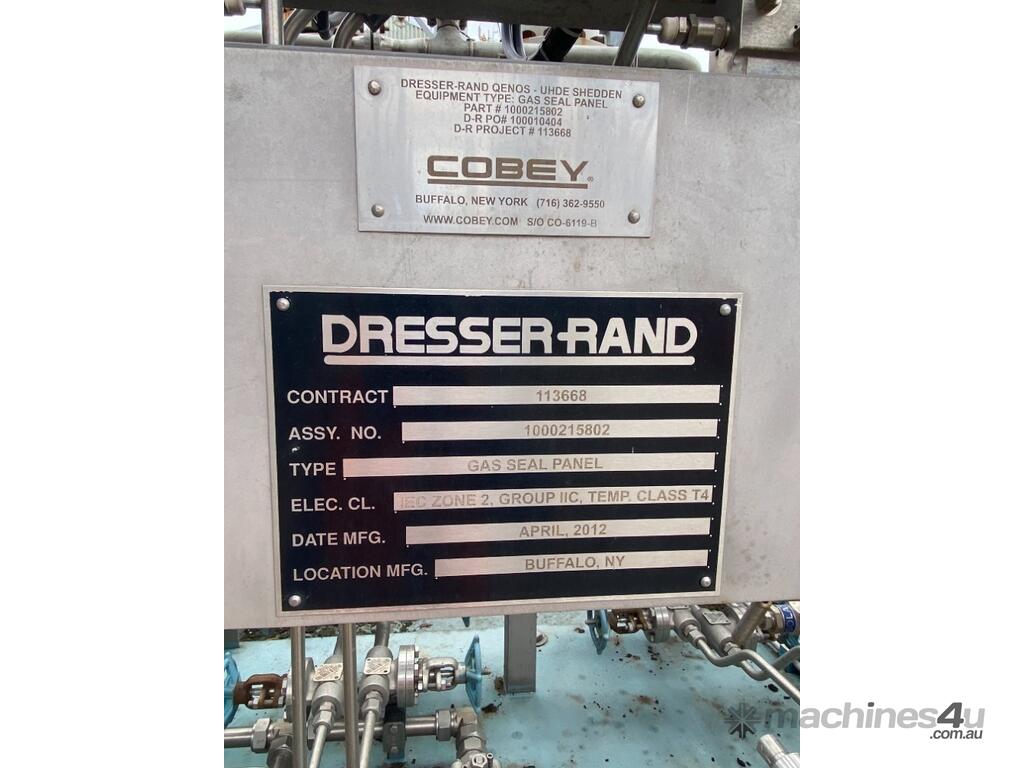 DRESSER-RAND QENOS - UHDE SHEDDEN
EQUIPMENT TYPE: GAS SEAL PANEL
PART # 1000215802
D-R PO# 100010404
D-R PROJECT # 113668
COBEY®
BUFFALO, NEW YORK (716) 362-9550
WWW.COBEY.COM S/O CO-6119-B
DRESSER-RAND
CONTRACT 113668
ASSY. NO. 1000215802
TYPE GAS SEAL PANEL
ELEC. CL. IEC ZONE 2, GROUP IIC, TEMP. CLASS T4
DATE MFG. APRIL, 2012
LOCATION MFG. BUFFALO, NY
machines4u
.com.au